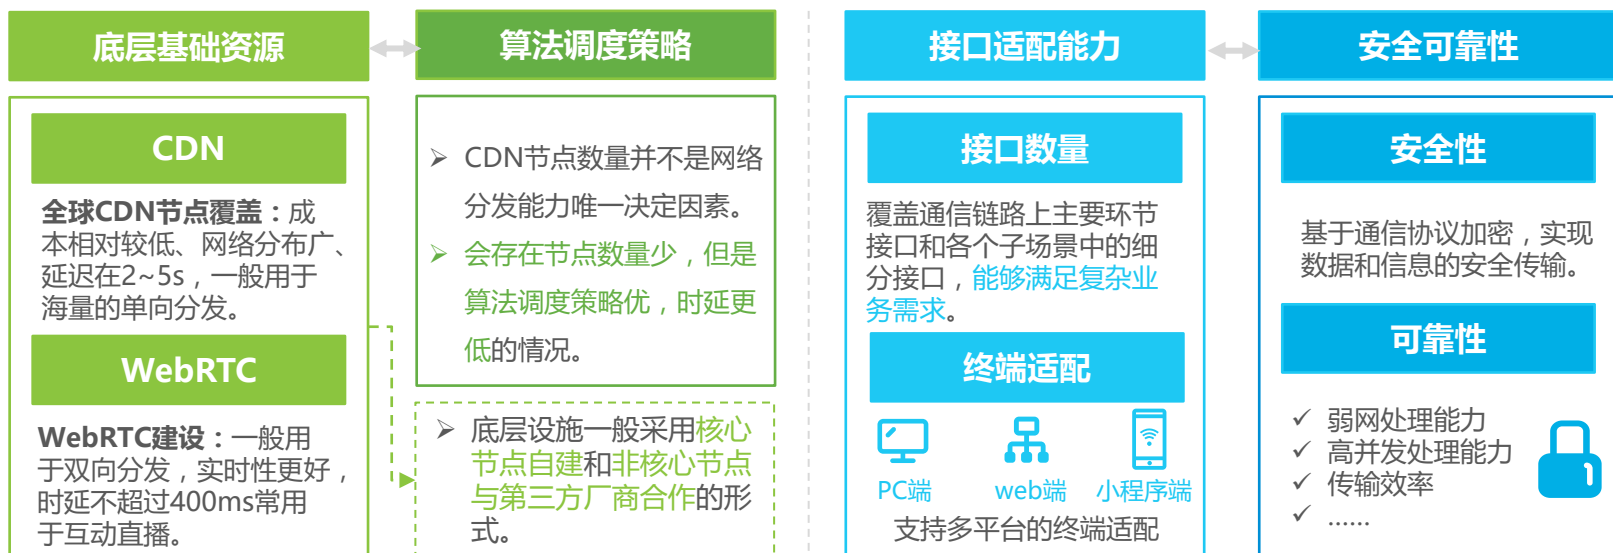 底层基础资源
CDN
全球CDN节点覆盖：成
本相对较低、网络分布广、
延迟在2~5s，一般用于
海量的单向分发。
WebRTC
WebRTC建设：一般用
于双向分发，实时性更好，
时延不超过400ms常用
于互动直播。
算法调度策略
➢ CDN节点数量并不是网络
分发能力唯一决定因素。
➢ 会存在节点数量少，但是
算法调度策略优，时延更
低的情况。
➢ 底层设施一般采用核心
节点自建和非核心节点
与第三方厂商合作的形
式。
接口适配能力
接口数量
覆盖通信链路上主要环节
接口和各个子场景中的细
分接口，能够满足复杂业
务需求。
终端适配
PC端 web端 小程序端
支持多平台的终端适配
安全可靠性
安全性
基于通信协议加密，实现
数据和信息的安全传输。
可靠性
✓ 弱网处理能力
✓ 高并发处理能力
✓ 传输效率
✓ ……